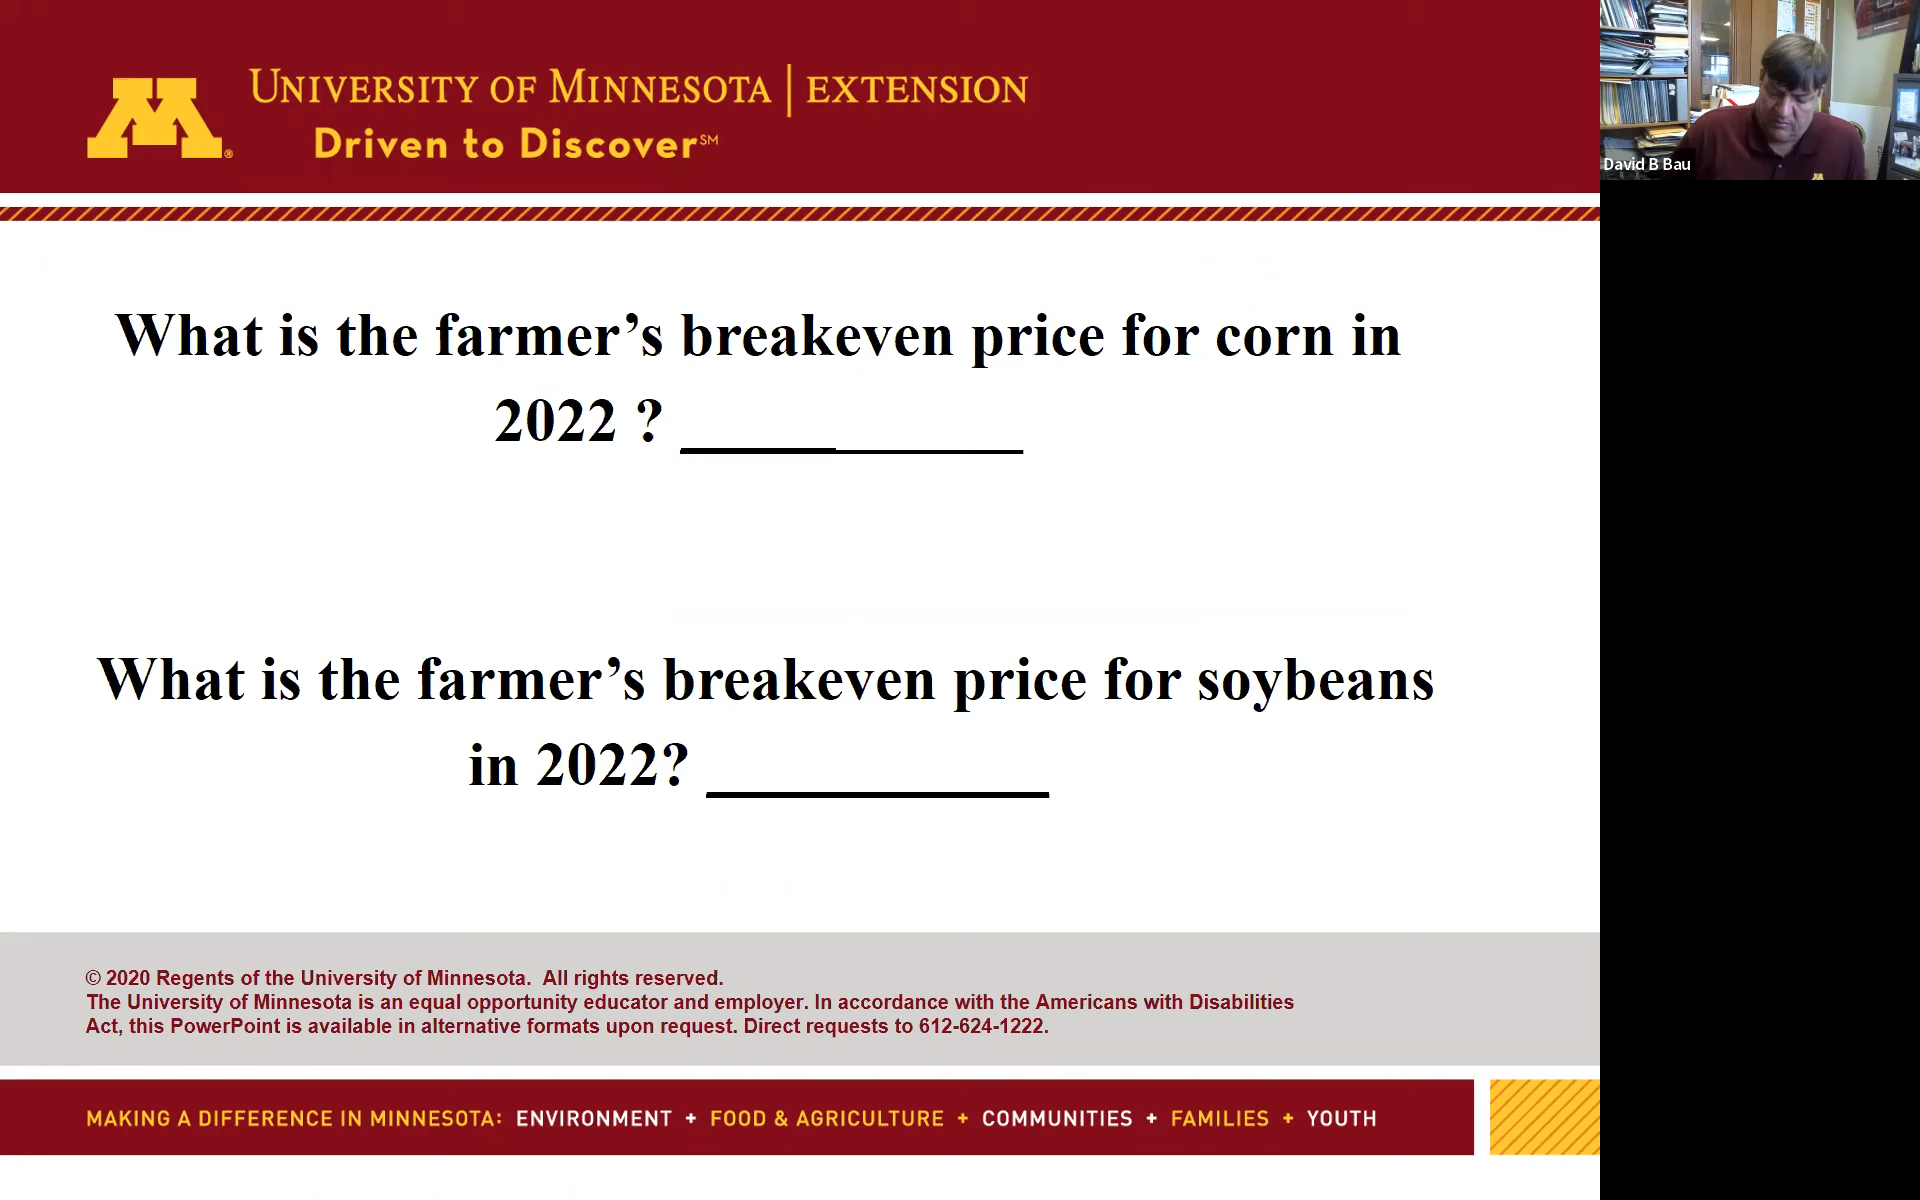 UNIVERSITY OF MINNESOTA | EXTENSION
Driven to Discover℠
David B Bau
What is the farmer’s breakeven price for corn in
2022 ? ___________
What is the farmer’s breakeven price for soybeans
in 2022? ___________
© 2020 Regents of the University of Minnesota. All rights reserved.
The University of Minnesota is an equal opportunity educator and employer. In accordance with the Americans with Disabilities
Act, this PowerPoint is available in alternative formats upon request. Direct requests to 612-624-1222.
MAKING A DIFFERENCE IN MINNESOTA: ENVIRONMENT + FOOD & AGRICULTURE + COMMUNITIES + FAMILIES + YOUTH